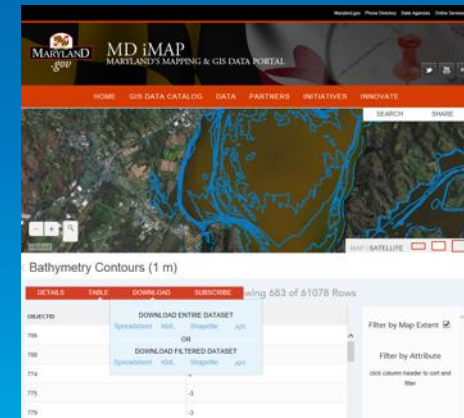 Maryland.gov Phone Directory State Agencies Online Services
MARYLAND
.gov
MD iMAP
MARYLAND'S MAPPING & GIS DATA PORTAL
HOME GIS DATA CATALOG DATA PARTNERS INITIATIVES INNOVATE
SEARCH SHARE
MAP | SATELLITE
Bathymetry Contours (1 m)
DETAILS TABLE DOWNLOAD SUBSCRIBE
wing 683 of 61078 Rows
OBJECTID
DOWNLOAD ENTIRE DATASET
Spreadsheet KML Shapefile API
OR
DOWNLOAD FILTERED DATASET
Spreadsheet KML Shapefile API
Filter by Map Extent
Filter by Attribute
click column header to sort and
filter
766
768
774
775 -3
779 -3